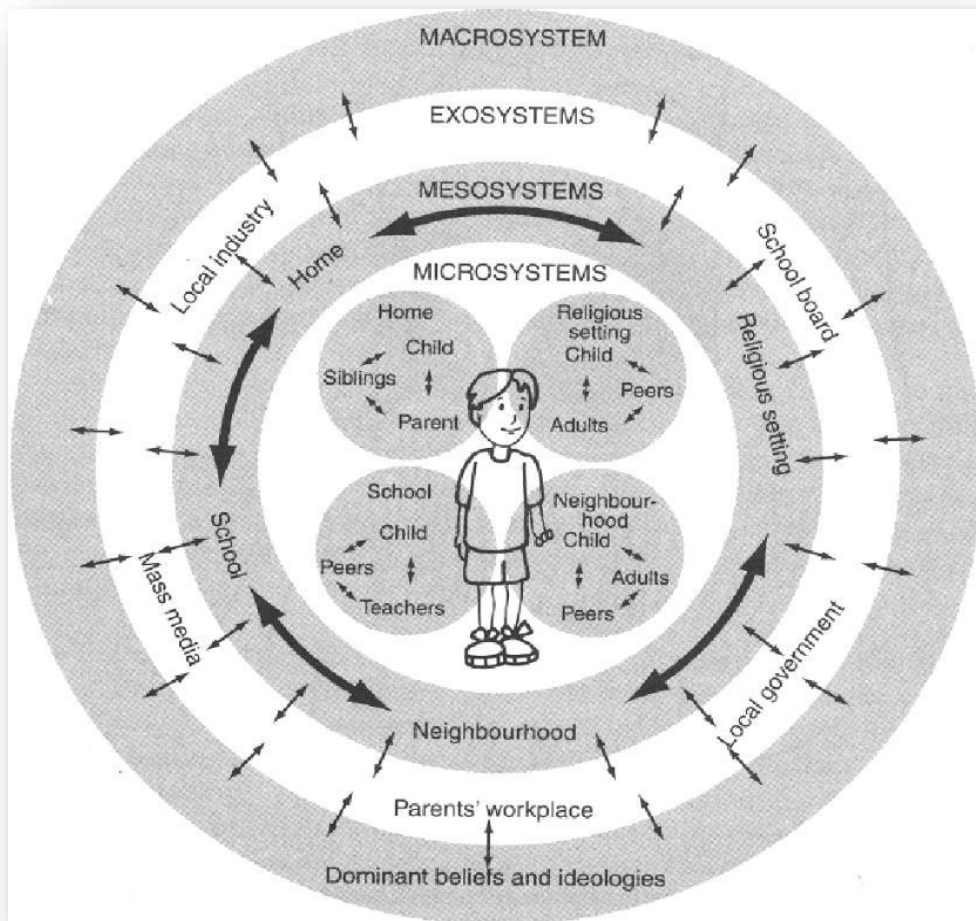 MACROSYSTEM
EXOSYSTEMS
MESOSYSTEMS
MICROSYSTEMS
Local industry
Home
School board
Religious setting
Home
Child
Siblings
Parent
Religious
setting
Child
Peers
Adults
School
Child
Peers
Teachers
Neighbour-
hood
Child
Adults
Peers
School
Mass media
Local government
Neighbourhood
Parents' workplace
Dominant beliefs and ideologies